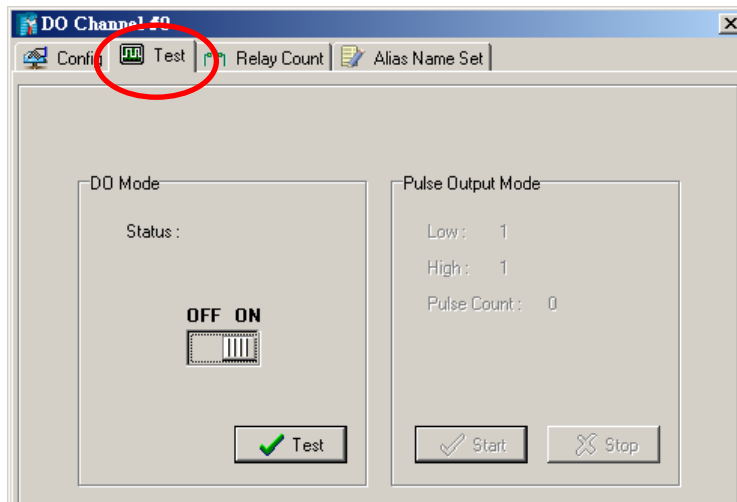 DO Channel #0
Config Test Relay Count Alias Name Set
DO Mode
Status :
OFF ON
Test
Pulse Output Mode
Low : 1
High : 1
Pulse Count : 0
Start Stop